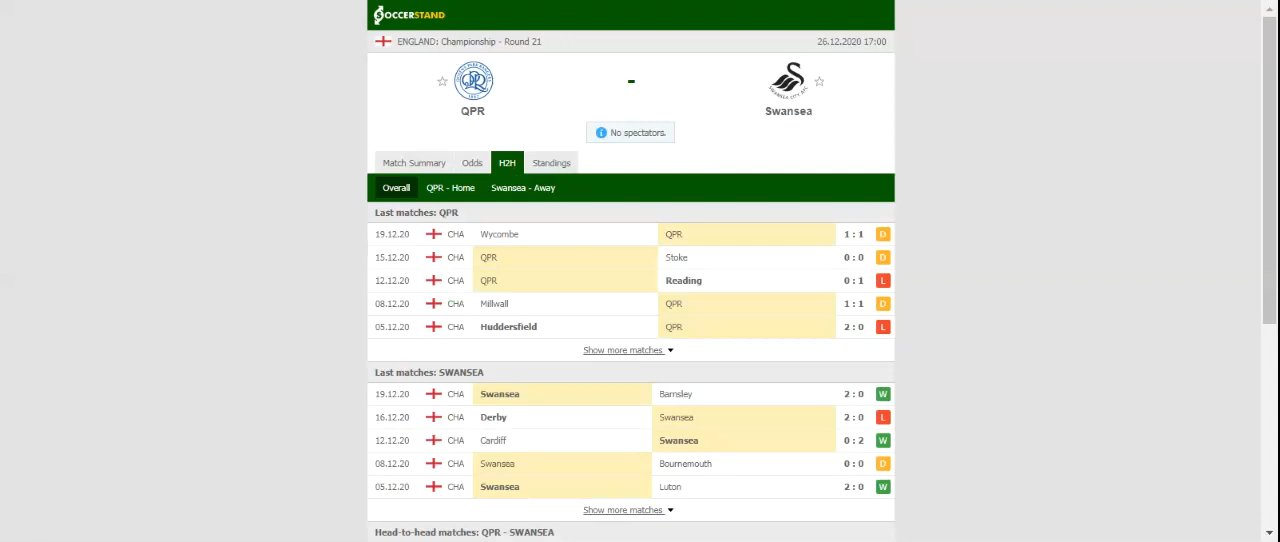 SOCCERSTAND
ENGLAND: Championship - Round 21 26.12.2020 17:00
-
QPR Swansea
No spectators.
Match Summary Odds H2H Standings
Overall QPR - Home Swansea - Away
Last matches: QPR
19.12.20 CHA Wycombe QPR 1 : 1 D
15.12.20 CHA QPR Stoke 0 : 0 D
12.12.20 CHA QPR Reading 0 : 1 L
08.12.20 CHA Millwall QPR 1 : 1 D
05.12.20 CHA Huddersfield QPR 2 : 0 L
Show more matches
Last matches: SWANSEA
19.12.20 CHA Swansea Barnsley 2 : 0 W
16.12.20 CHA Derby Swansea 2 : 0 L
12.12.20 CHA Cardiff Swansea 0 : 2 W
08.12.20 CHA Swansea Bournemouth 0 : 0 D
05.12.20 CHA Swansea Luton 2 : 0 W
Show more matches
Head-to-head matches: QPR - SWANSEA